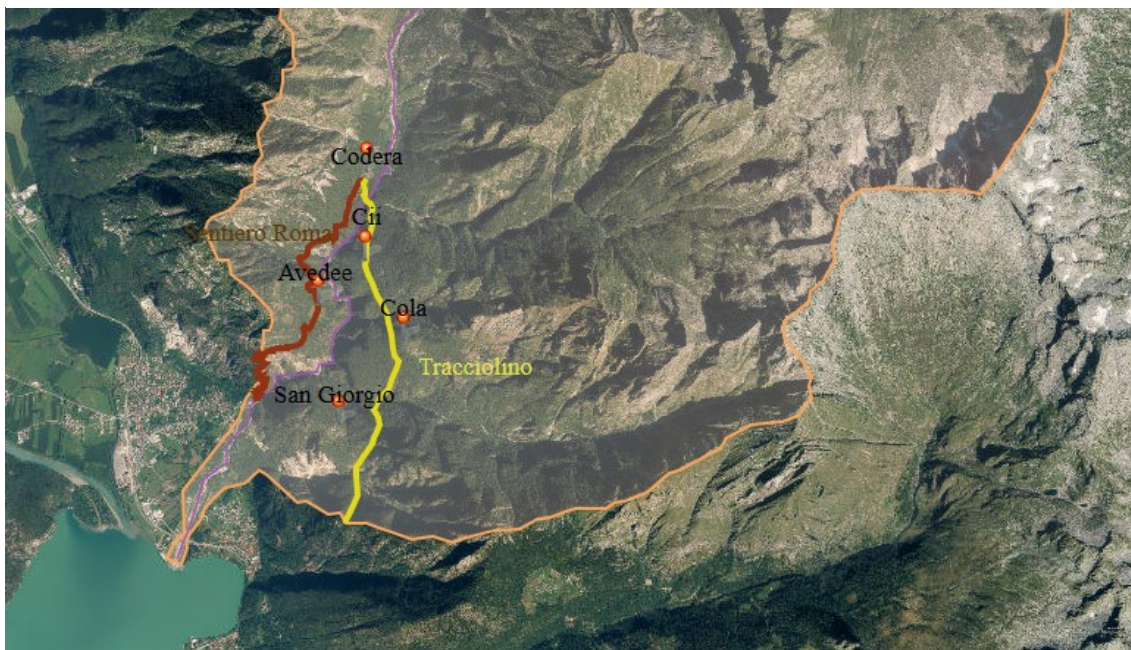 Codera
Cii
Sentiero Roma
Avedee
Cola
Tracciolino
San Giorgio